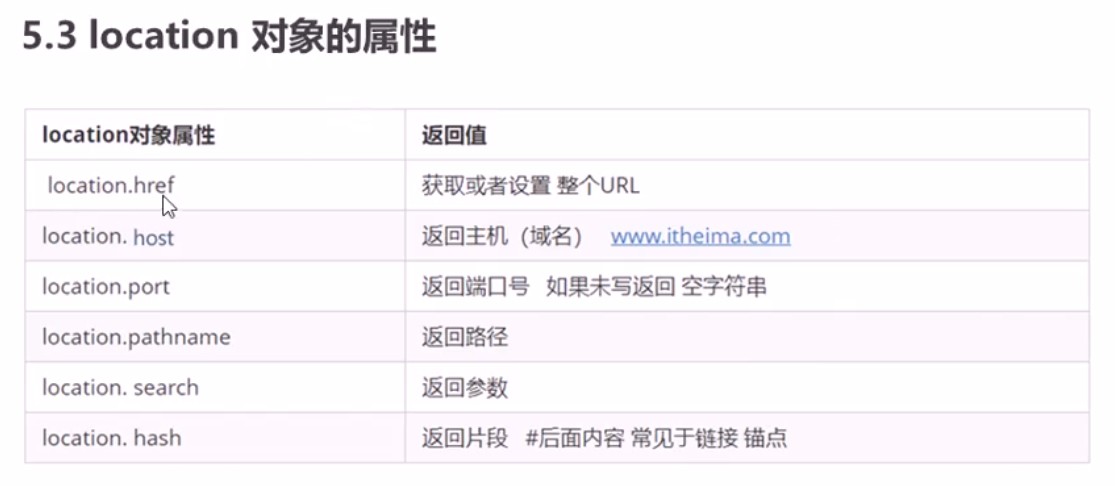 5.3 location 对象的属性
location对象属性 返回值
location.href 获取或者设置 整个URL
location. host 返回主机（域名） www.itheima.com
location.port 返回端口号 如果未写返回 空字符串
location.pathname 返回路径
location. search 返回参数
location. hash 返回片段 #后面内容 常见于链接 锚点